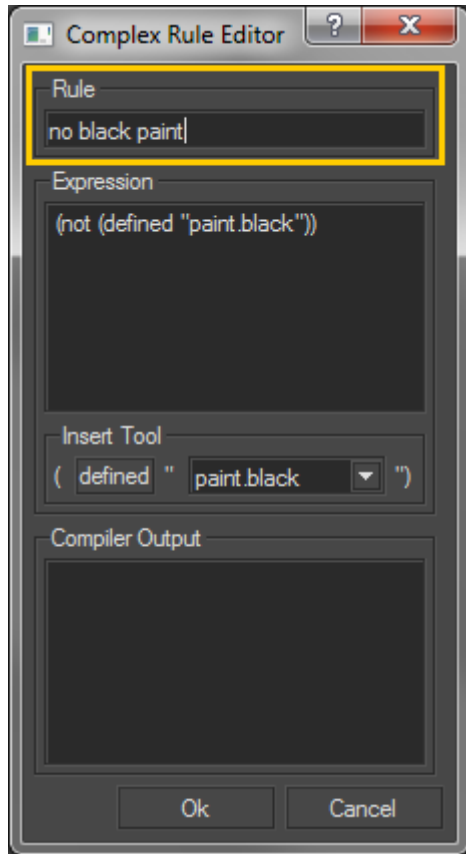 Complex Rule Editor ? X
Rule
no black paint
Expression
(not (defined "paint.black"))
Insert Tool
( defined " paint.black ")
Compiler Output
Ok Cancel